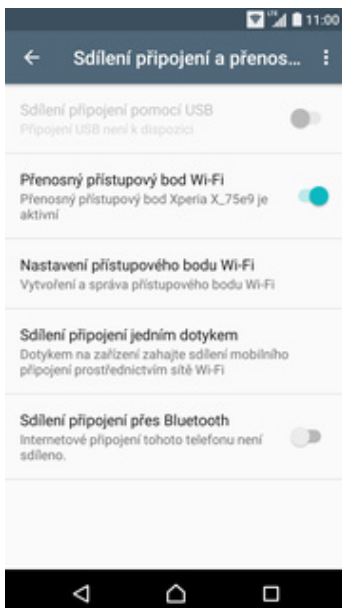 LTE 11:00
Sdílení připojení a přenos...
Sdílení připojení pomocí USB
Připojení USB není k dispozici
Přenosný přístupový bod Wi-Fi
Přenosný přístupový bod Xperia X_75e9 je
aktivní
Nastavení přístupového bodu Wi-Fi
Vytvoření a správa přístupového bodu Wi-Fi
Sdílení připojení jedním dotykem
Dotykem na zařízení zahajte sdílení mobilního
připojení prostřednictvím sítě Wi-Fi
Sdílení připojení přes Bluetooth
Internetové připojení tohoto telefonu není
sdíleno.